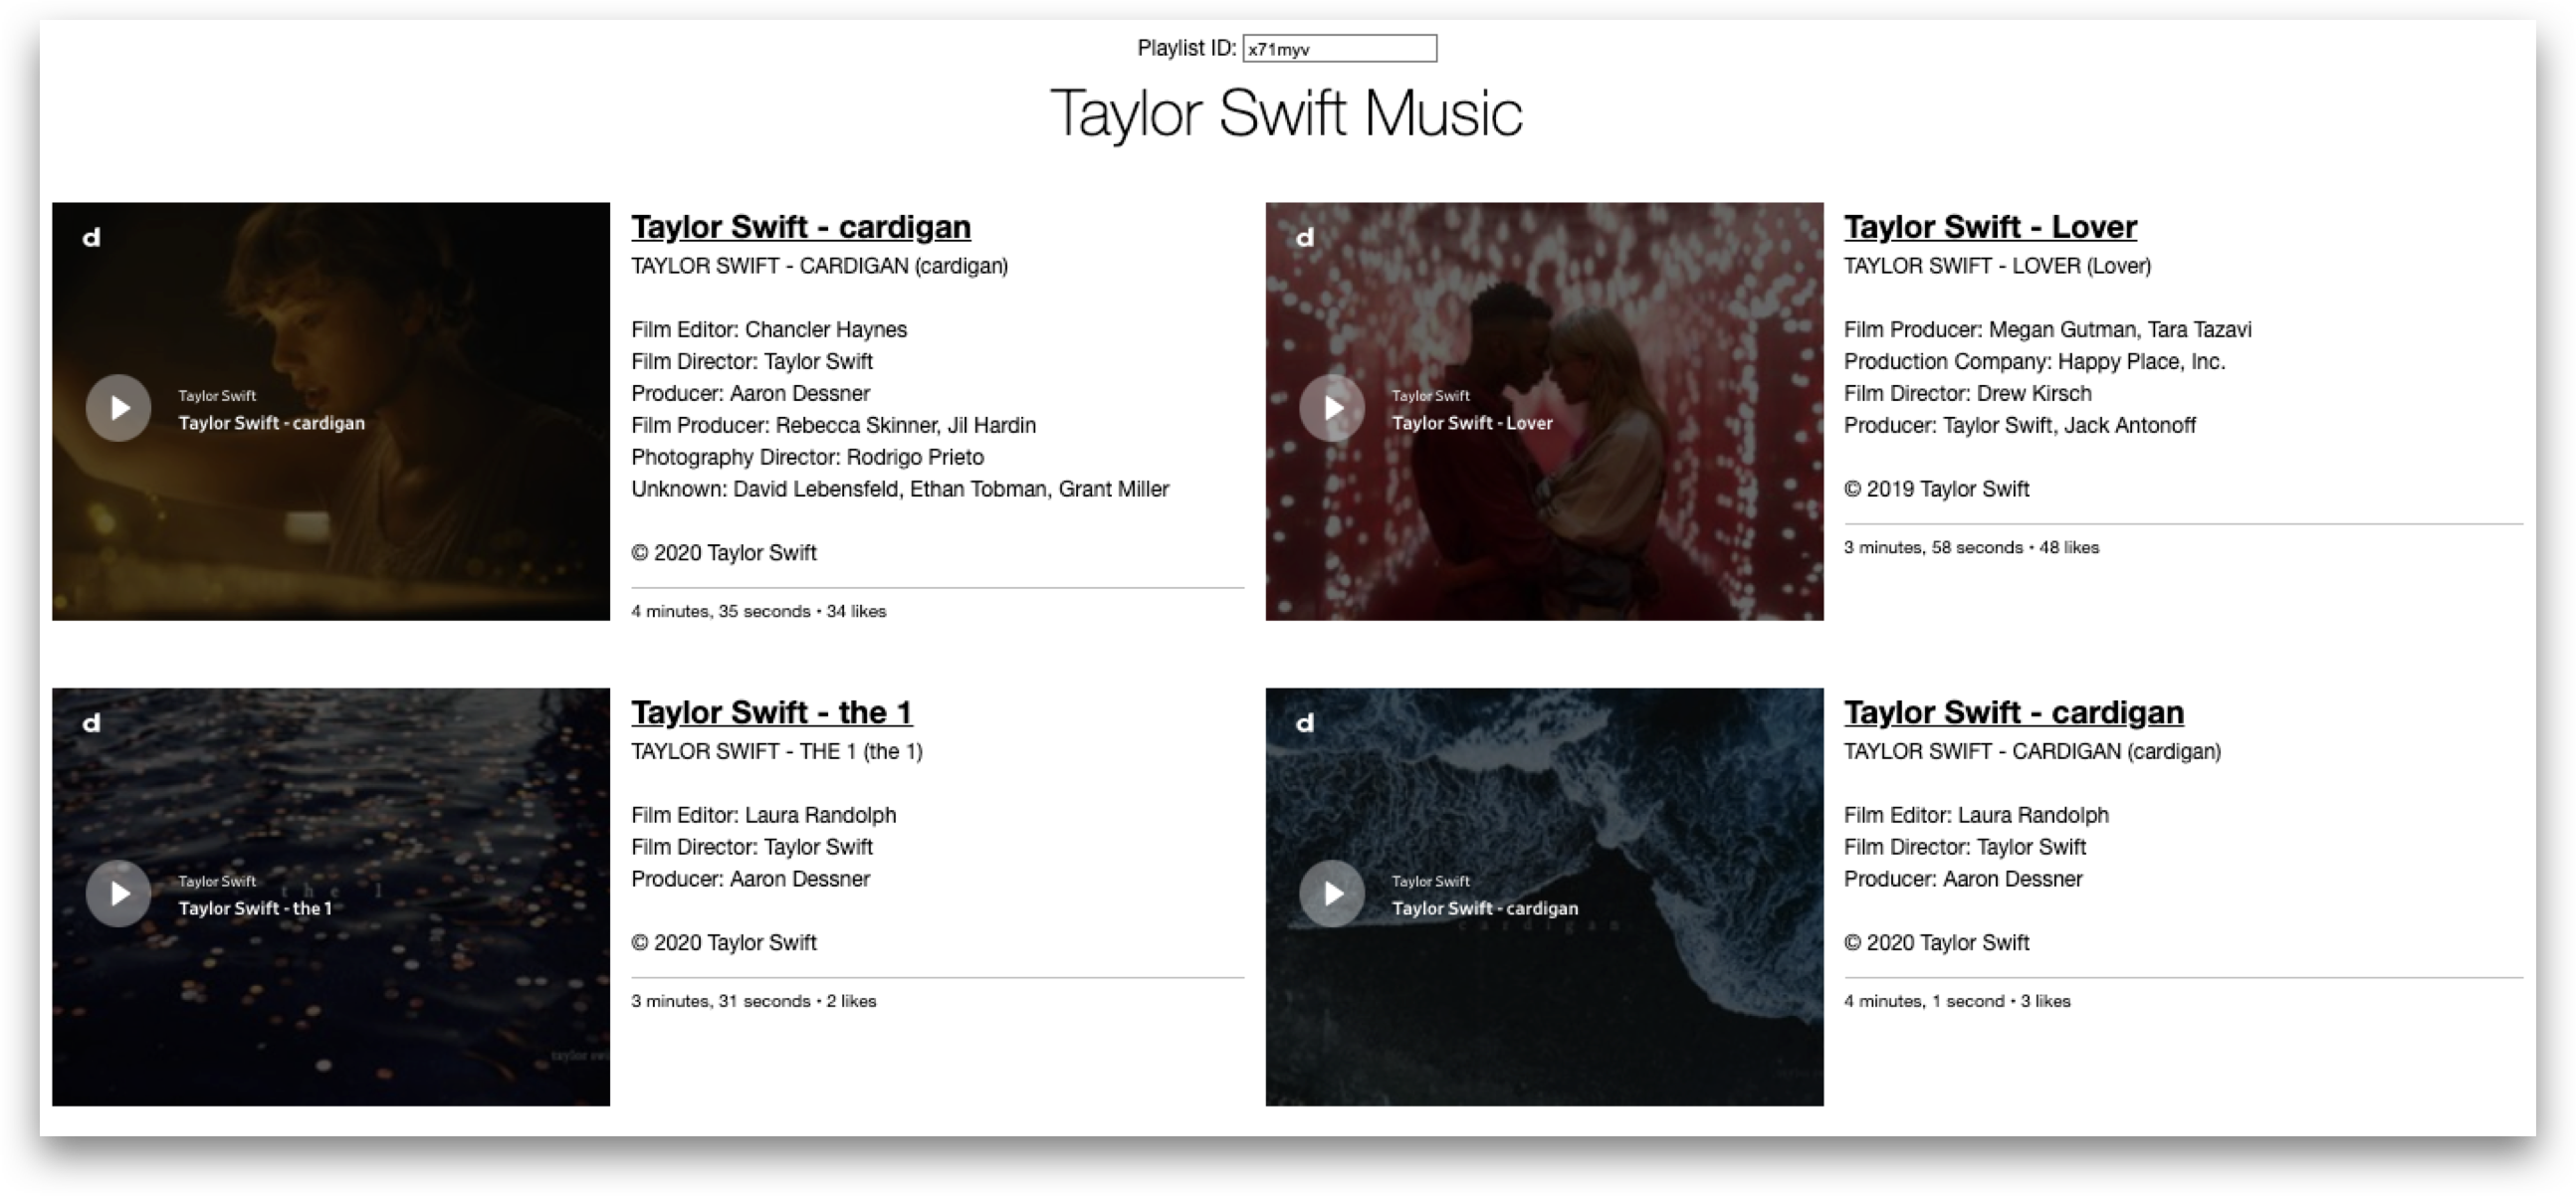 Playlist ID: x71myv
Taylor Swift Music
d
Taylor Swift
Taylor Swift - cardigan
Taylor Swift - cardigan
TAYLOR SWIFT - CARDIGAN (cardigan)
Film Editor: Chancler Haynes
Film Director: Taylor Swift
Producer: Aaron Dessner
Film Producer: Rebecca Skinner, Jil Hardin
Photography Director: Rodrigo Prieto
Unknown: David Lebensfeld, Ethan Tobman, Grant Miller
© 2020 Taylor Swift
4 minutes, 35 seconds • 34 likes
d
Taylor Swift
Taylor Swift - Lover
Taylor Swift - Lover
TAYLOR SWIFT - LOVER (Lover)
Film Producer: Megan Gutman, Tara Tazavi
Production Company: Happy Place, Inc.
Film Director: Drew Kirsch
Producer: Taylor Swift, Jack Antonoff
© 2019 Taylor Swift
3 minutes, 58 seconds • 48 likes
d
Taylor Swift
the 1
Taylor Swift - the 1
Taylor Swift - the 1
TAYLOR SWIFT - THE 1 (the 1)
Film Editor: Laura Randolph
Film Director: Taylor Swift
Producer: Aaron Dessner
© 2020 Taylor Swift
3 minutes, 31 seconds • 2 likes
d
Taylor Swift
Taylor Swift - cardigan
cardigan
Taylor Swift - cardigan
TAYLOR SWIFT - CARDIGAN (cardigan)
Film Editor: Laura Randolph
Film Director: Taylor Swift
Producer: Aaron Dessner
© 2020 Taylor Swift
4 minutes, 1 second • 3 likes